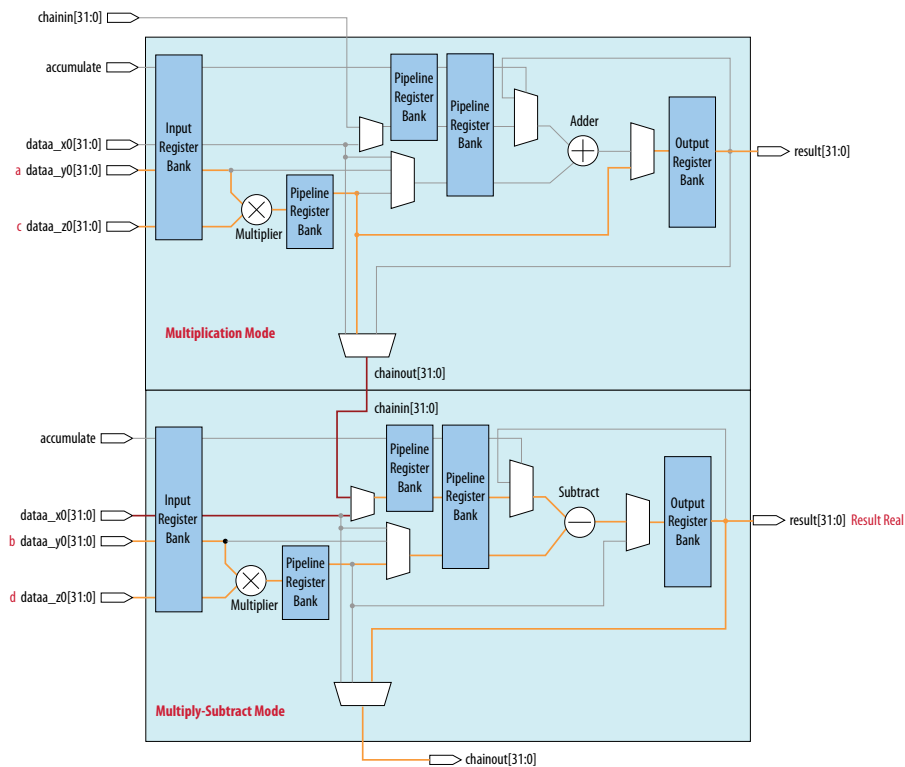 chainin[31:0]
accumulate
Input
Register
Bank
Pipeline
Register
Bank
Pipeline
Register
Bank
Adder
Output
Register
Bank
result[31:0]
dataa_x0[31:0]
a dataa_y0[31:0]
c dataa_z0[31:0]
Multiplier
Pipeline
Register
Bank
Multiplication Mode
chainout[31:0]
chainin[31:0]
accumulate
Input
Register
Bank
Pipeline
Register
Bank
Pipeline
Register
Bank
Subtract
Output
Register
Bank
result[31:0] Result Real
dataa_x0[31:0]
b dataa_y0[31:0]
d dataa_z0[31:0]
Multiplier
Pipeline
Register
Bank
Multiply-Subtract Mode
chainout[31:0]